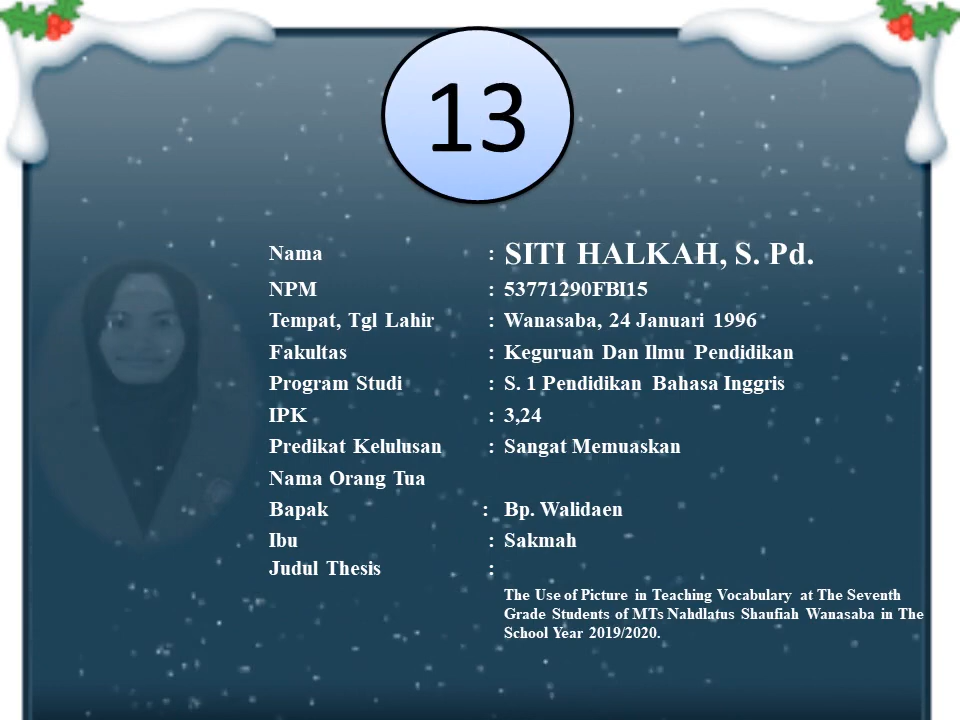 13
Nama : SITI HALKAH, S. Pd.
NPM : 53771290FBI15
Tempat, Tgl Lahir : Wanasaba, 24 Januari 1996
Fakultas : Keguruan Dan Ilmu Pendidikan
Program Studi : S. 1 Pendidikan Bahasa Inggris
IPK : 3,24
Predikat Kelulusan : Sangat Memuaskan
Nama Orang Tua
Bapak : Bp. Walidaen
Ibu : Sakmah
Judul Thesis :
The Use of Picture in Teaching Vocabulary at The Seventh
Grade Students of MTs Nahdlatus Shaufiah Wanasaba in The
School Year 2019/2020.